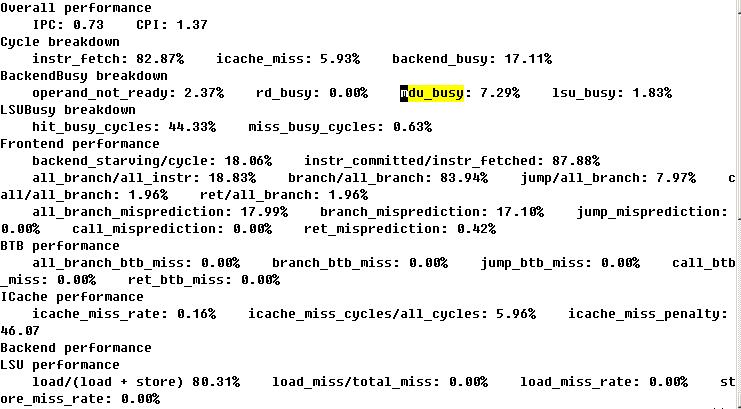 Overall performance
IPC: 0.73 CPI: 1.37
Cycle breakdown
instr_fetch: 82.87% icache_miss: 5.93% backend_busy: 17.11%
BackendBusy breakdown
operand_not_ready: 2.37% rd_busy: 0.00% mdu_busy: 7.29% lsu_busy: 1.83%
LSUBusy breakdown
hit_busy_cycles: 44.33% miss_busy_cycles: 0.63%
Frontend performance
backend_starving/cycle: 18.06% instr_committed/instr_fetched: 87.88%
all_branch/all_instr: 18.83% branch/all_branch: 83.94% jump/all_branch: 7.97% c
all/all_branch: 1.96% ret/all_branch: 1.96%
all_branch_misprediction: 17.99% branch_misprediction: 17.10% jump_misprediction:
0.00% call_misprediction: 0.00% ret_misprediction: 0.42%
BTB performance
all_branch_btb_miss: 0.00% branch_btb_miss: 0.00% jump_btb_miss: 0.00% call_btb
_miss: 0.00% ret_btb_miss: 0.00%
ICache performance
icache_miss_rate: 0.16% icache_miss_cycles/all_cycles: 5.96% icache_miss_penalty:
46.07
Backend performance
LSU performance
load/(load + store) 80.31% load_miss/total_miss: 0.00% load_miss_rate: 0.00% st
ore_miss_rate: 0.00%